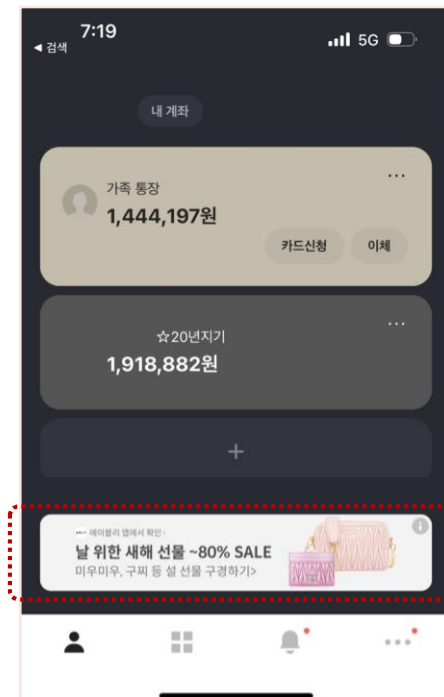 7:19
5G
◀ 검색
내 계좌
가족 통장
1,444,197원
카드신청
이체
☆20년지기
1,918,882원
에이블리 앱에서 확인
날 위한 새해 선물 ~80% SALE
미우미우, 구찌 등 설 선물 구경하기>